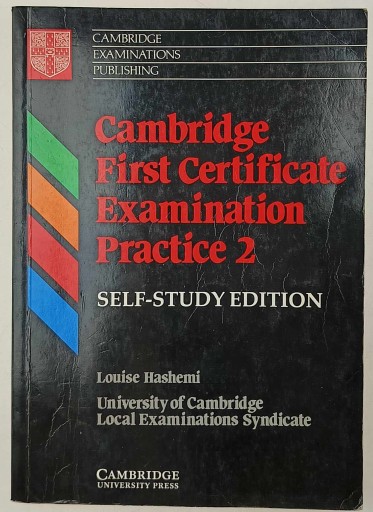 CAMBRIDGE
EXAMINATIONS
PUBLISHING
Cambridge
First Certificate
Examination
Practice 2
SELF-STUDY EDITION
Louise Hashemi
University of Cambridge
Local Examinations Syndicate
CAMBRIDGE
UNIVERSITY PRESS